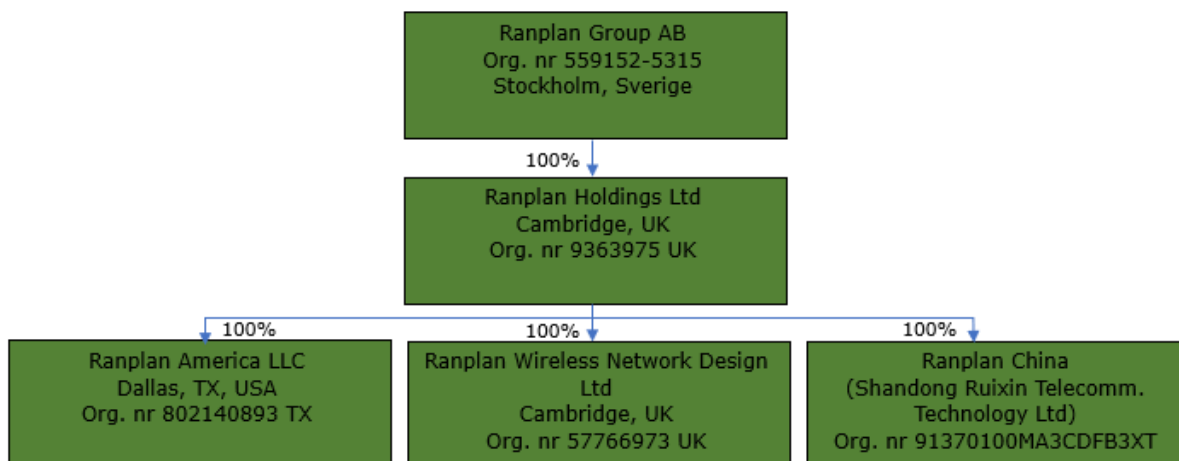 Ranplan Group AB
Org. nr 559152-5315
Stockholm, Sverige
100%
Ranplan Holdings Ltd
Cambridge, UK
Org. nr 9363975 UK
100%
100%
100%
Ranplan America LLC
Dallas, TX, USA
Org. nr 802140893 TX
Ranplan Wireless Network Design
Ltd
Cambridge, UK
Org. nr 57766973 UK
Ranplan China
(Shandong Ruixin Telecomm.
Technology Ltd)
Org. nr 91370100MA3CDFB3XT